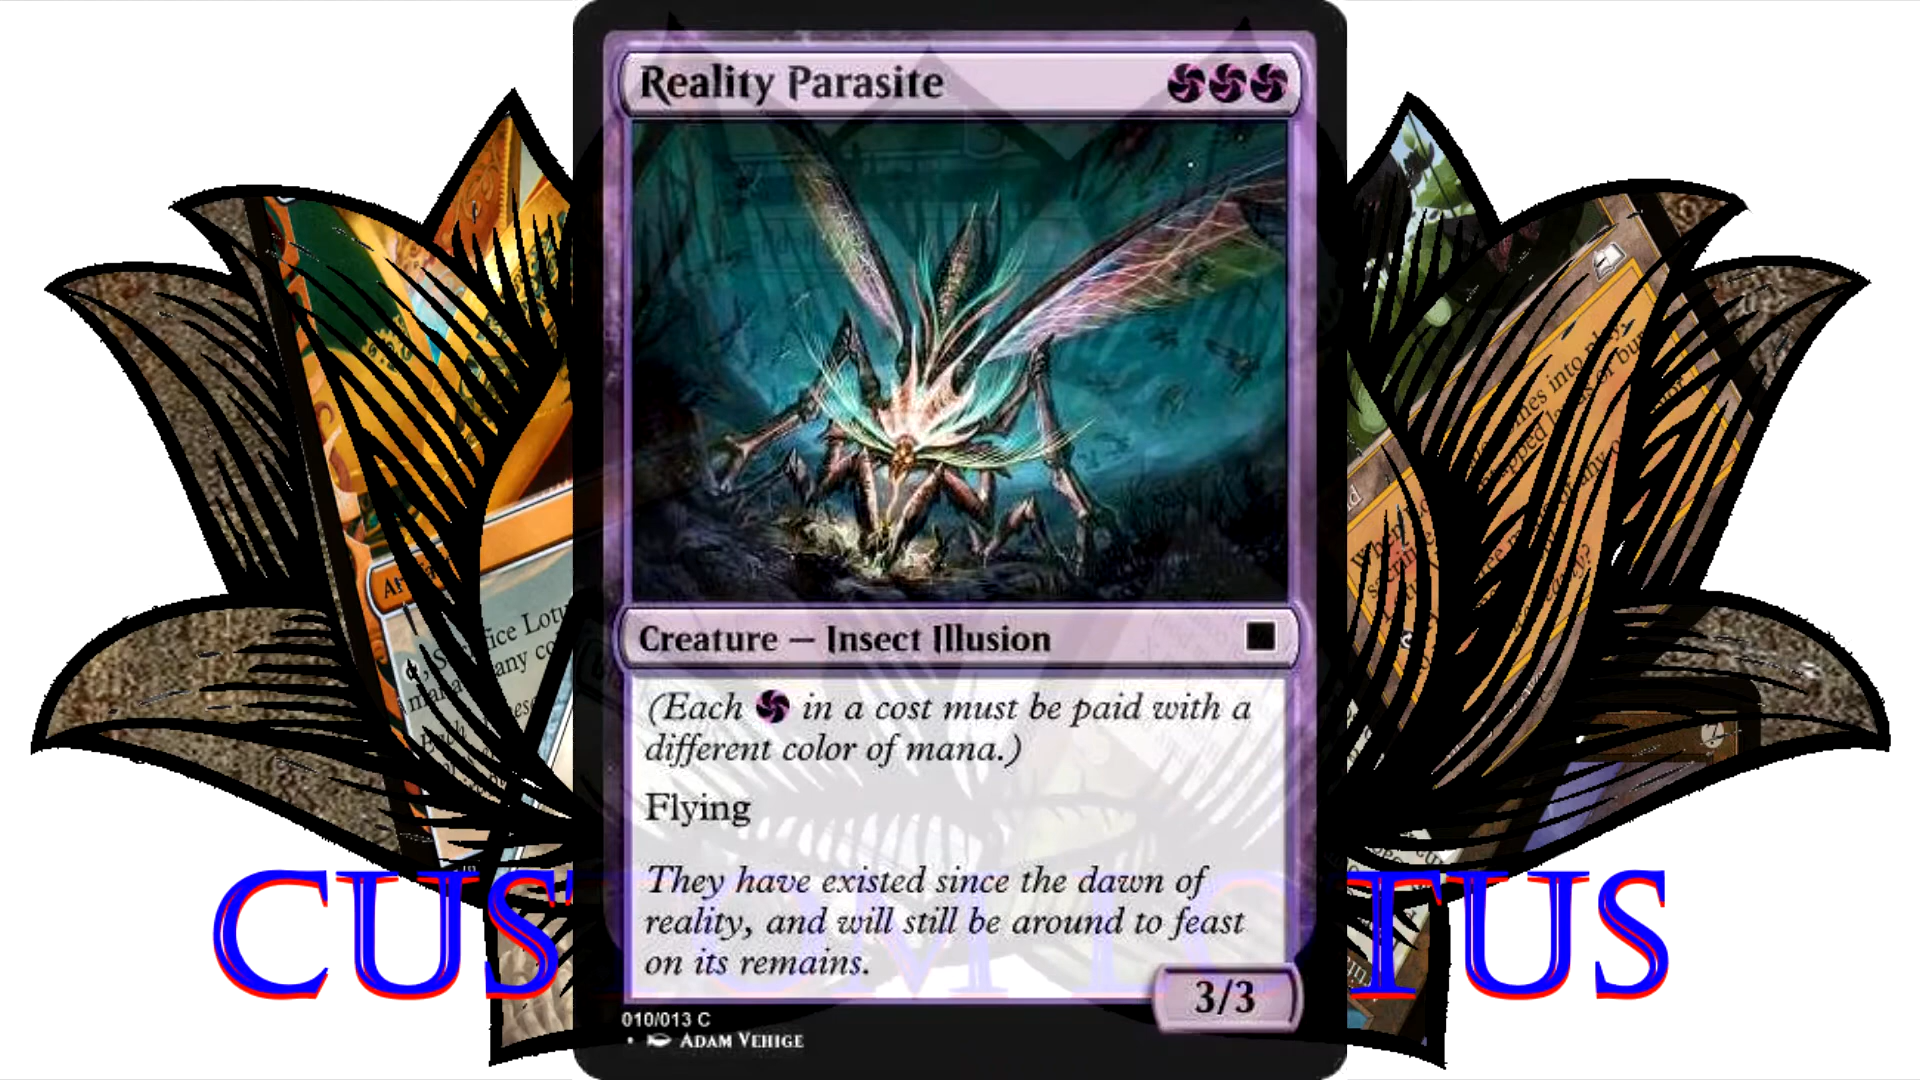 Reality Parasite
Creature — Insect Illusion
(Each in a cost must be paid with a
different color of mana.)
Flying
They have existed since the dawn of
reality, and will still be around to feast
on its remains.
3/3
010/013 C
ADAM VEHIGE
CUSTOM LOTUS